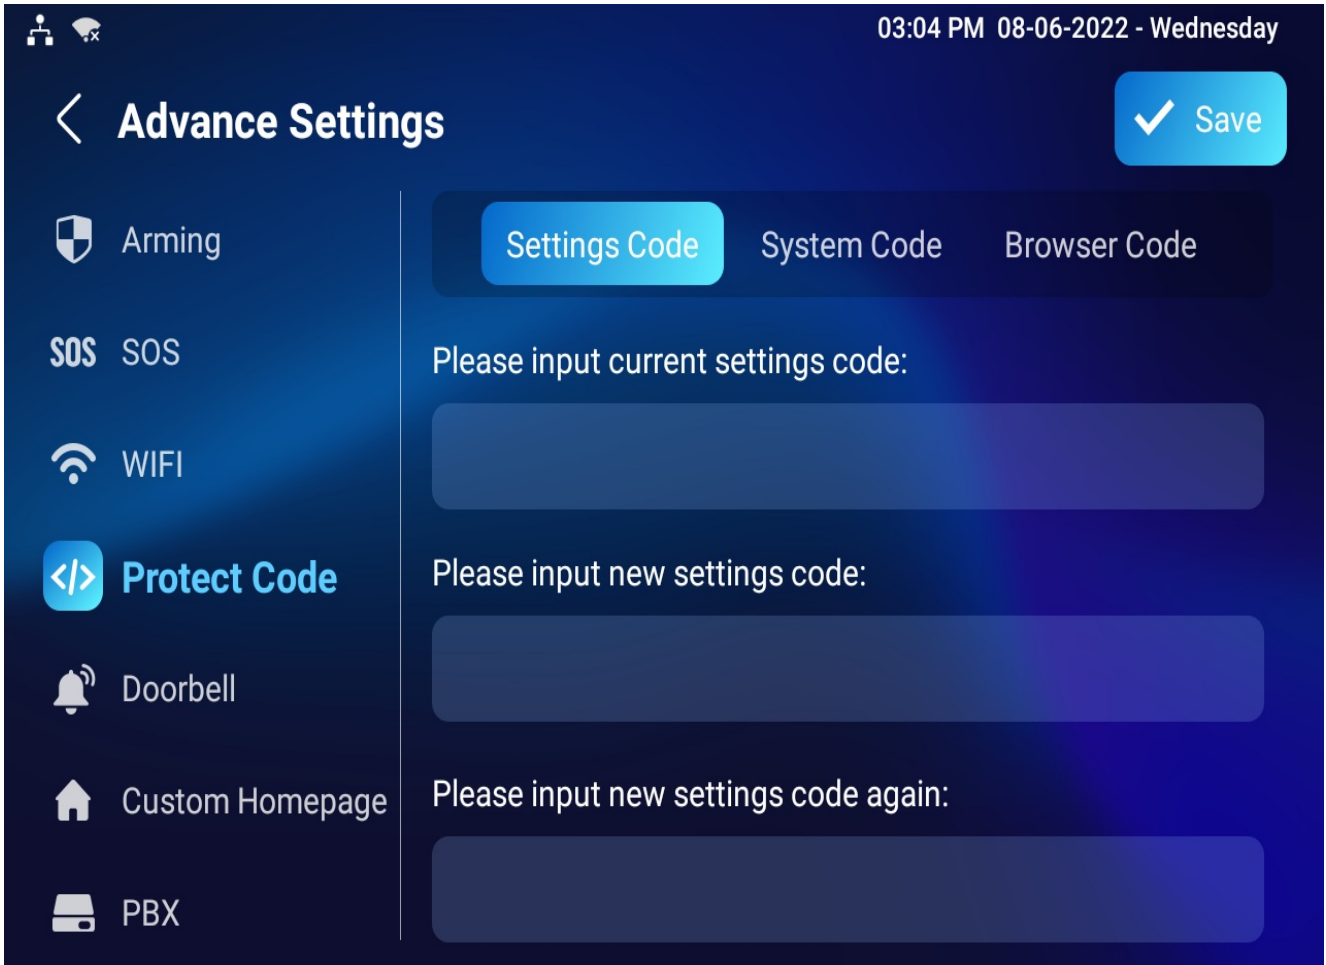 03:04 PM 08-06-2022 - Wednesday
Advance Settings
Save
Arming
SOS SOS
WIFI
</> Protect Code
Doorbell
Custom Homepage
PBX
Settings Code System Code Browser Code
Please input current settings code:
Please input new settings code:
Please input new settings code again: